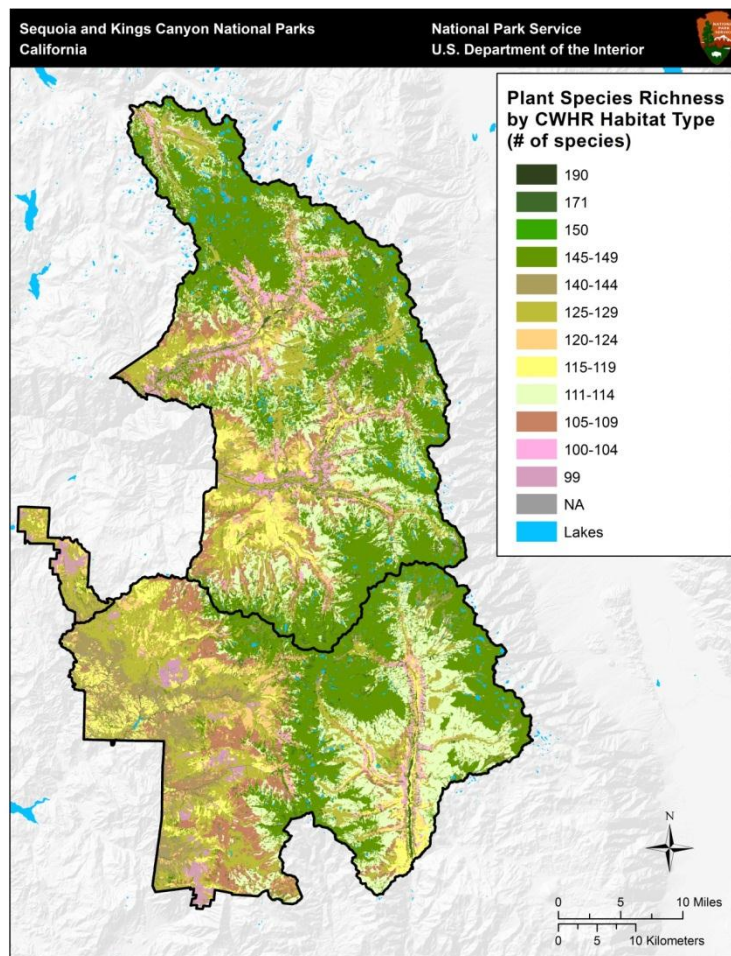 Sequoia and Kings Canyon National Parks
California
National Park Service
U.S. Department of the Interior
Plant Species Richness
by CWHR Habitat Type
(# of species)
190
171
150
145-149
140-144
125-129
120-124
115-119
111-114
105-109
100-104
99
NA
Lakes
N
0 5 10 Miles
0 5 10 Kilometers